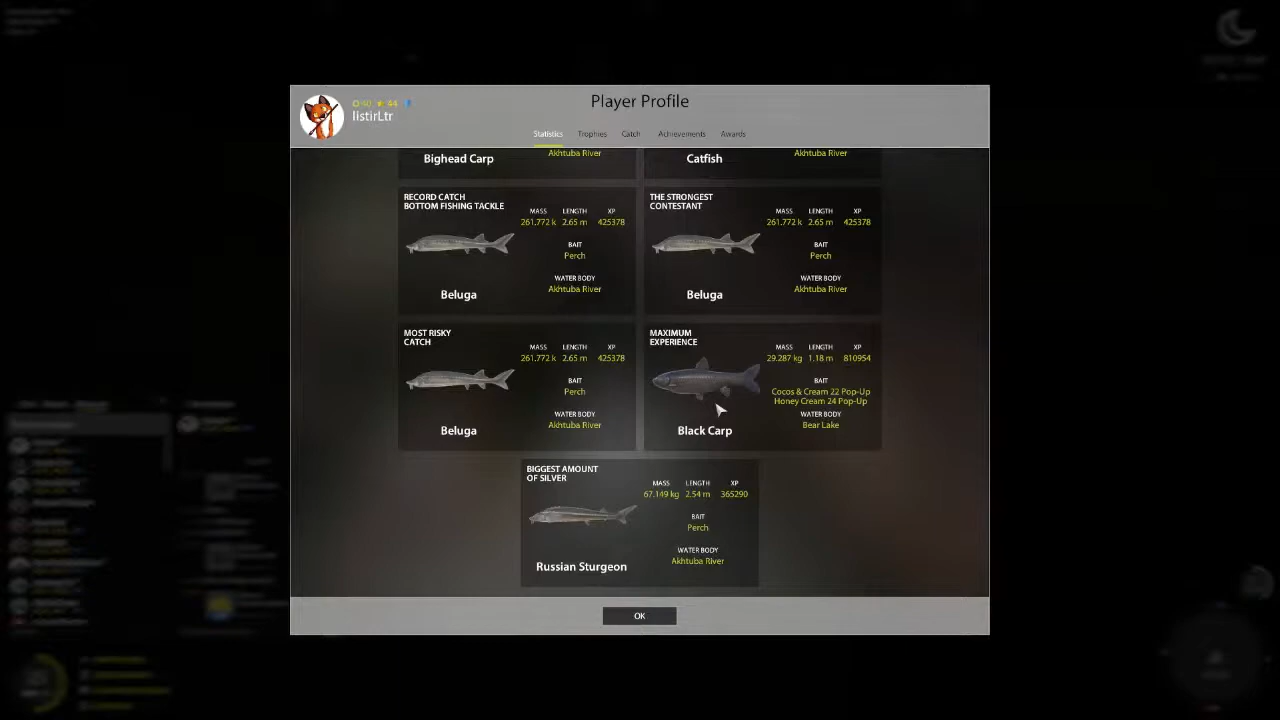 Player Profile
40 44
listirLtr
Statistics Trophies Catch Achievements Awards
Akhtuba River
Bighead Carp
Akhtuba River
Catfish
RECORD CATCH
BOTTOM FISHING TACKLE
MASS LENGTH XP
261.772 k 2.65 m 425378
BAIT
Perch
WATER BODY
Akhtuba River
Beluga
THE STRONGEST
CONTESTANT
MASS LENGTH XP
261.772 k 2.65 m 425378
BAIT
Perch
WATER BODY
Akhtuba River
Beluga
MOST RISKY
CATCH
MASS LENGTH XP
261.772 k 2.65 m 425378
BAIT
Perch
WATER BODY
Akhtuba River
Beluga
MAXIMUM
EXPERIENCE
MASS LENGTH XP
29.287 kg 1.18 m 810954
BAIT
Cocos & Cream 22 Pop-Up
Honey Cream 24 Pop-Up
WATER BODY
Bear Lake
Black Carp
BIGGEST AMOUNT
OF SILVER
MASS LENGTH XP
67.149 kg 2.54 m 365290
BAIT
Perch
WATER BODY
Akhtuba River
Russian Sturgeon
OK